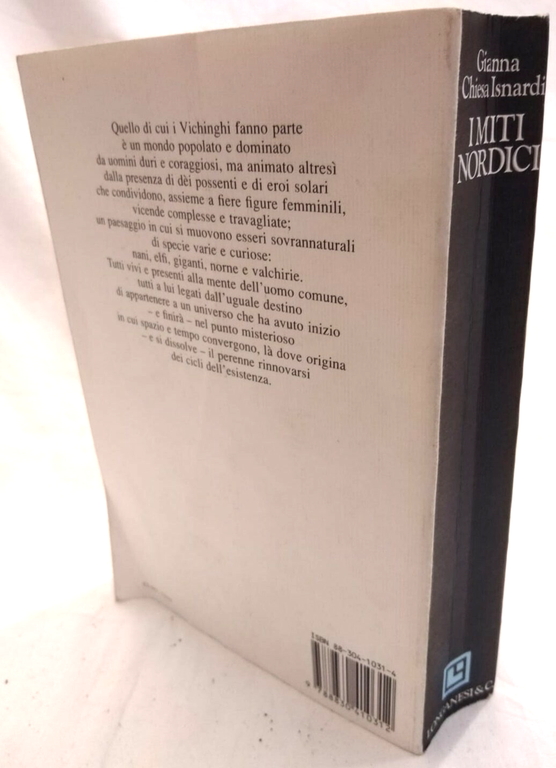 Quello di cui i Vichinghi fanno parte
è un mondo popolato e dominato
da uomini duri e coraggiosi, ma animato altresì
dalla presenza di dèi possenti e di eroi solari
che condividono, assieme a fiere figure femminili,
vicende complesse e travagliate;
un paesaggio in cui si muovono esseri sovrannaturali
di specie varie e curiose:
nani, elfi, giganti, norne e valchirie.
Tutti vivi e presenti alla mente dell'uomo comune,
tutti a lui legati dall'uguale destino
di appartenere a un universo che ha avuto inizio
– e finirà – nel punto misterioso
in cui spazio e tempo convergono, là dove origina
– e si dissolve – il perenne rinnovarsi
dei cicli dell'esistenza.
ISBN 88-304-1031-4
9 788830 410312
Gianna
Chiesa Isnardi
I MITI
NORDICI
LONGANESI & C.